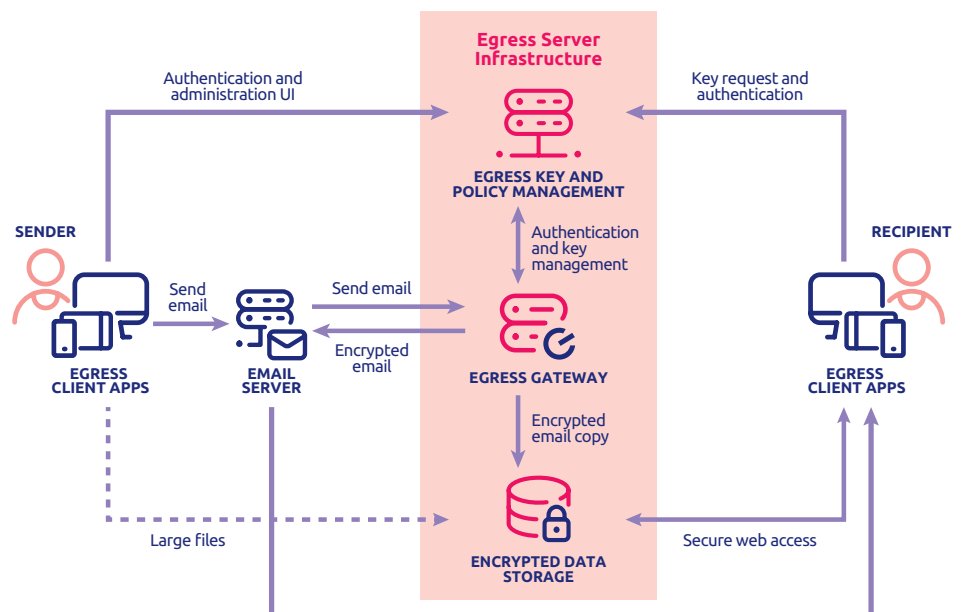 Egress Server
Infrastructure
Authentication and
administration UI
Key request and
authentication
EGRESS KEY AND
POLICY MANAGEMENT
SENDER
RECIPIENT
Authentication
and key
management
Send
email
Send email
Encrypted
email
EGRESS
CLIENT APPS
EMAIL
SERVER
EGRESS GATEWAY
EGRESS
CLIENT APPS
Encrypted
email copy
Large files
Secure web access
ENCRYPTED DATA
STORAGE